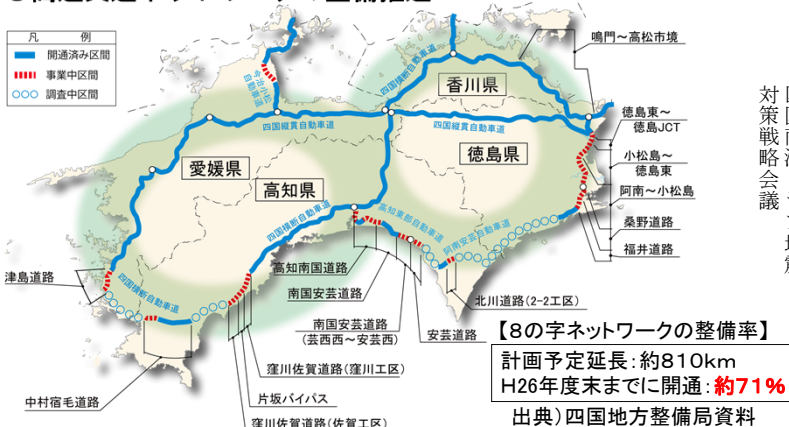 凡　例
開通済み区間
事業中区間
調査中区間
今治小松
自動車道
四国横断自動車道
鳴門～高松市境
香川県
四国縦貫自動車道
四国縦貫自動車道
徳島東～
徳島JCT
愛媛県
徳島県
小松島～
徳島東
高知県
阿南～小松島
四国横断自動車道
高知東部自動車道
阿南安芸自動車道
桑野道路
福井道路
津島道路
四国横断自動車道
高知南国道路
南国安芸道路
北川道路(2-2工区)
南国安芸道路
(芸西西～安芸西)
安芸道路
窪川佐賀道路(窪川工区)
片坂バイパス
中村宿毛道路
窪川佐賀道路(佐賀工区)
【8の字ネットワークの整備率】
計画予定延長:約810km
H26年度末までに開通:約71%
出典)四国地方整備局資料
対策戦略会議